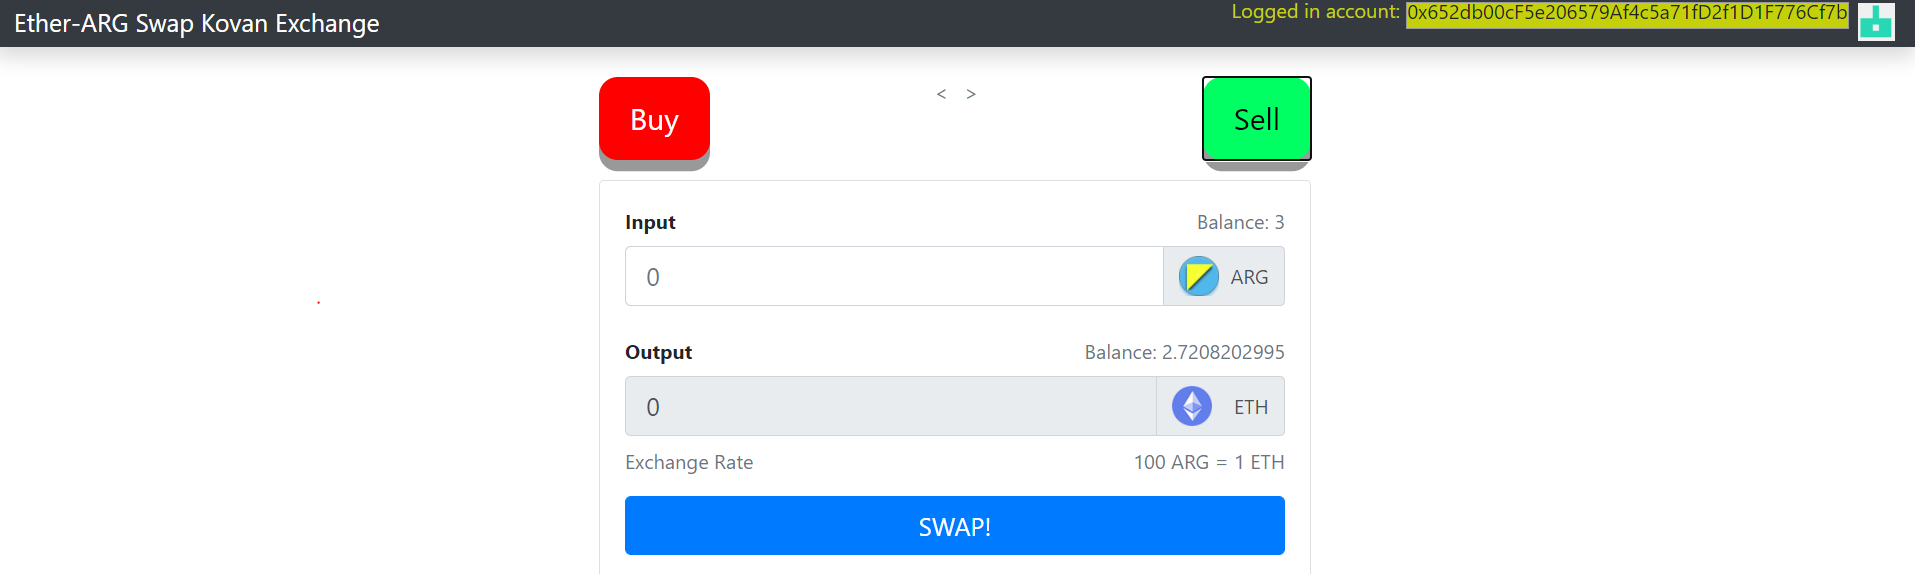 Ether-ARG Swap Kovan Exchange
Logged in account: 0x652db00cF5e206579Af4c5a71fD2f1D1F776Cf7b
Buy
< >
Sell
Input
Balance: 3
0
ARG
Output
Balance: 2.7208202995
0
ETH
Exchange Rate
100 ARG = 1 ETH
SWAP!